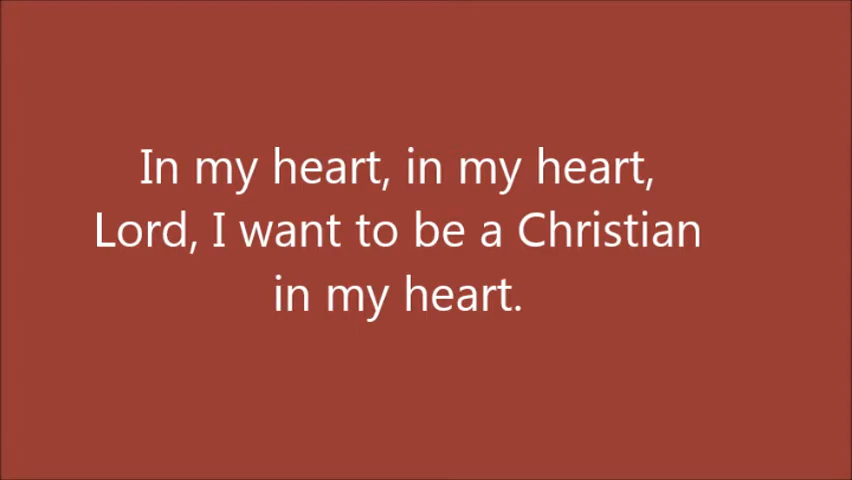 In my heart, in my heart,
Lord, I want to be a Christian
in my heart.